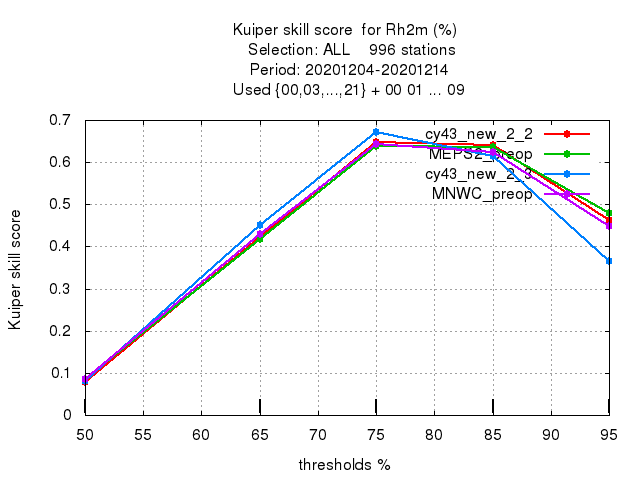 Kuiper skill score for Rh2m (%)
Selection: ALL 996 stations
Period: 20201204-20201214
Used {00,03,...,21} + 00 01 ... 09
0.7
0.6
0.5
0.4
0.3
0.2
0.1
0
Kuiper skill score
cy43_new_2_2
MEPS2_preop
cy43_new_2_3
MNWC_preop
50 55 60 65 70 75 80 85 90 95
thresholds %